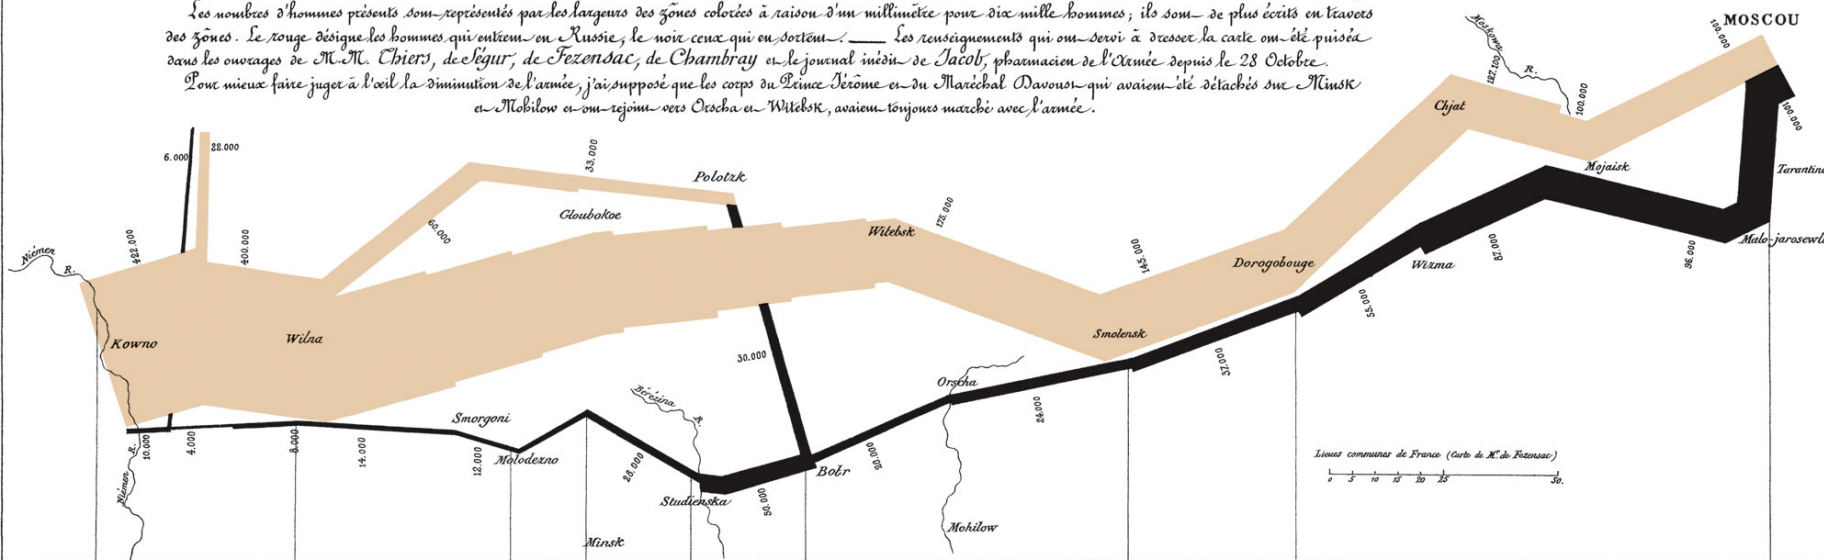 Les nombres d'hommes présents sont représentés par les largeurs des zônes colorées à raison d'un millimètre pour dix mille hommes; ils sont de plus écrits en travers
des zônes. Le rouge désigne les hommes qui entrent en Russie, le noir ceux qui en sortent. — Les renseignements qui ont servi à dresser la carte ont été puisés
dans les ouvrages de M.M. Thiers, de Ségur, de Fezensac, de Chambray et le journal inédit de Jacob, pharmacien de l'Armée depuis le 28 Octobre.
Pour mieux faire juger à l'œil la diminution de l'armée, j'ai supposé que les corps du Prince Jérôme et du Maréchal Davoust qui avaient été détachés sur Minsk
et Mohilow et ont rejoint vers Orscha et Witebsk, avaient toujours marché avec l'armée.
Moskowa
R.
MOSCOU
100.000
127.100
100.000
Chjat
100.000
Mojaisk
Tarantino
Malo-jarosewli
6.000
22.000
33.000
Polotzk
Gloubokoe
60.000
Niémen
R.
422.000
400.000
Witebsk
175.000
145.000
Dorogobouge
Wizma
87.000
96.000
55.000
Kowno
Wilna
Smolensk
30.000
37.000
Orscha
24.000
Bérézina
R.
Smorgoni
Molodezno
R.
10.000
4.000
8.000
14.000
12.000
28.000
Bobr
20.000
50.000
Studienska
Niémen
Mohilow
Minsk
Lieues communes de France (Carte de M. de Fezensac)
0 5 10 15 20 25 50.